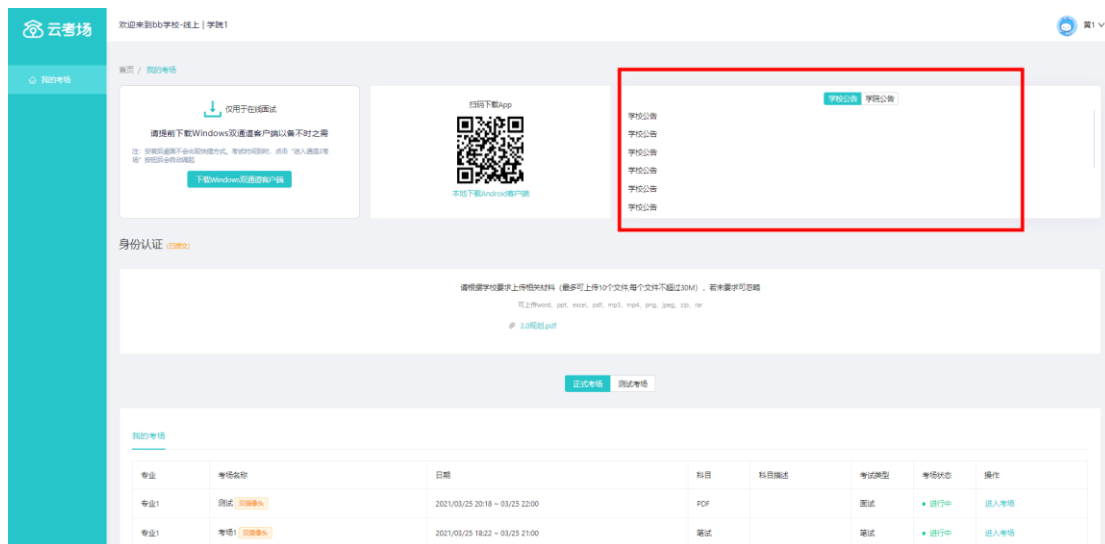 云考场
欢迎来到bb学校-线上 | 学院1
黄1
我的考场
首页 / 我的考场
仅用于在线面试
请提前下载Windows双通道客户端以备不时之需
注：安装后桌面不会出现快捷方式，考试时间到时，点击“进入通道2考
场”按钮后会自动调起
下载Windows双通道客户端
扫码下载App
本地下载Android客户端
学校公告 学院公告
学校公告
学校公告
学校公告
学校公告
学校公告
学校公告
身份认证 (已提交)
请根据学校要求上传相关材料（最多可上传10个文件,每个文件不超过30M），若未要求可忽略
可上传word、ppt、excel、pdf、mp3、mp4、png、jpeg、zip、rar
3.0规划.pdf
正式考场 测试考场
我的考场
专业 考场名称 日期 科目 科目描述 考试类型 考场状态 操作
专业1 测试 双摄像头 2021/03/25 20:18 ~ 03/25 22:00 PDF 面试 进行中 进入考场
专业1 考场1 双摄像头 2021/03/25 18:22 ~ 03/25 21:00 笔试 笔试 进行中 进入考场